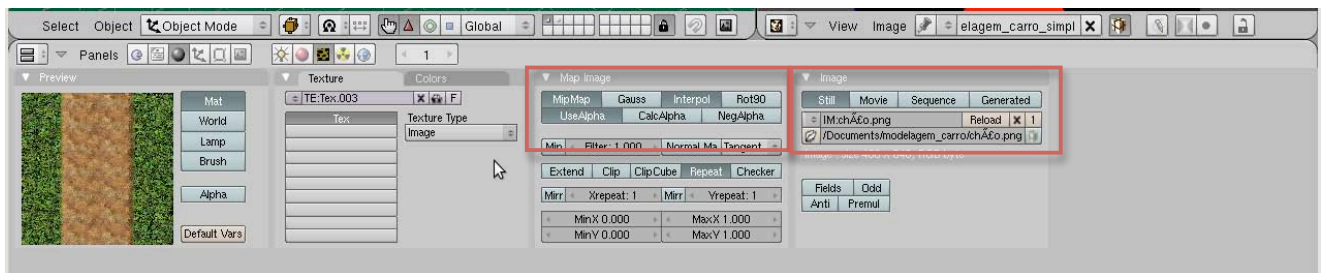 Select Object Object Mode Global View Image elagem_carro_simpl
Panels 1
Preview
Mat
World
Lamp
Brush
Alpha
Default Vars
Texture Colors
TE:Tex.003 F
Tex
Texture Type
Image
Map Image
MipMap Gauss Interpol Rot90
UseAlpha CalcAlpha NegAlpha
Min Filter: 1.000 Normal Ma Tangent
Extend Clip ClipCube Repeat Checker
Mirr Xrepeat: 1 Mirr Yrepeat: 1
MinX 0.000 MaxX 1.000
MinY 0.000 MaxY 1.000
Image
Still Movie Sequence Generated
IM:chÃ£o.png Reload 1
/Documents/modelagem_carro/chÃ£o.png
Fields Odd
Anti Premul